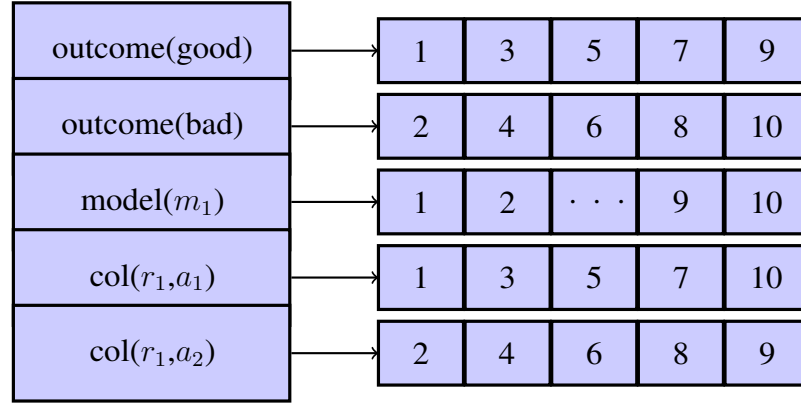 outcome(good) 1 3 5 7 9
outcome(bad) 2 4 6 8 10
model(m₁) 1 2 · · · 9 10
col(r₁,a₁) 1 3 5 7 10
col(r₁,a₂) 2 4 6 8 9